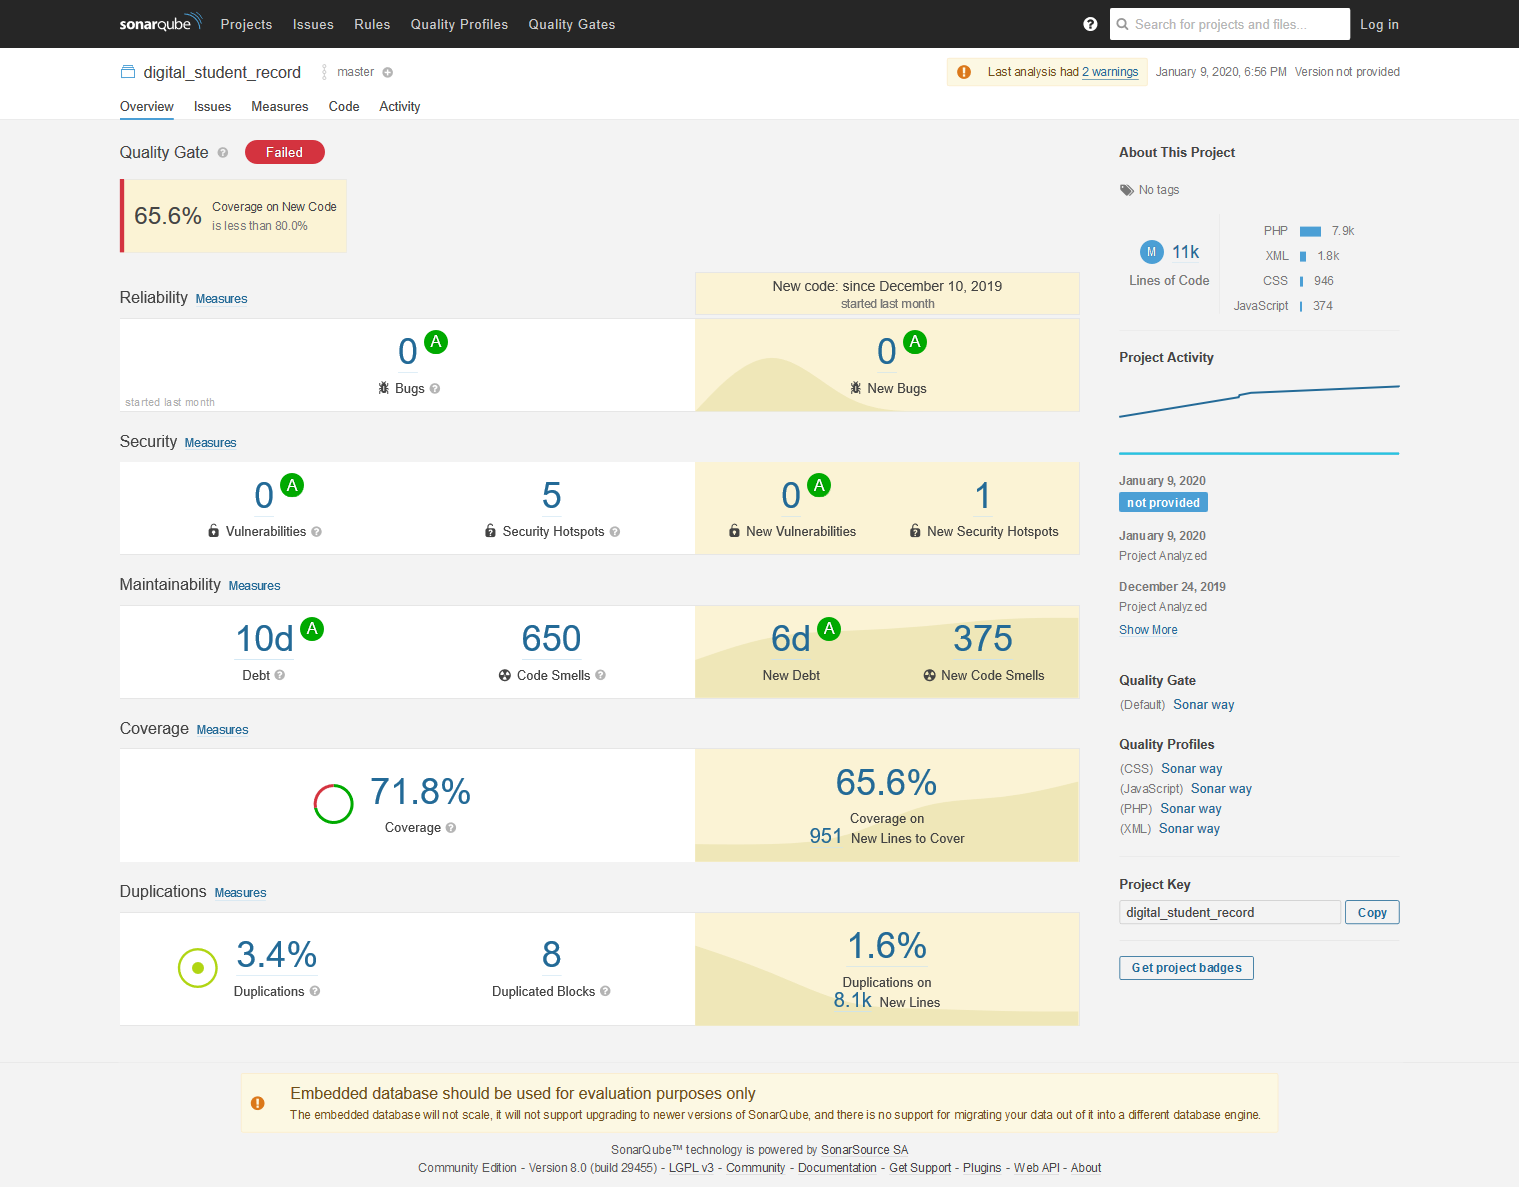 sonarqube Projects Issues Rules Quality Profiles Quality Gates ? Search for projects and files... Log in
digital_student_record master Last analysis had 2 warnings January 9, 2020, 6:56 PM Version not provided
Overview Issues Measures Code Activity
Quality Gate ? Failed
65.6% Coverage on New Code
is less than 80.0%
Reliability Measures
New code: since December 10, 2019
started last month
0 A
Bugs ?
started last month
0 A
New Bugs
Security Measures
0 A
Vulnerabilities ?
5
Security Hotspots ?
0 A
New Vulnerabilities
1
New Security Hotspots
Maintainability Measures
10d A
Debt ?
650
Code Smells ?
6d A
New Debt
375
New Code Smells
Coverage Measures
71.8%
Coverage ?
65.6%
Coverage on
951 New Lines to Cover
Duplications Measures
3.4%
Duplications ?
8
Duplicated Blocks ?
1.6%
Duplications on
8.1k New Lines
About This Project
No tags
M 11k
Lines of Code
PHP 7.9k
XML 1.8k
CSS 946
JavaScript 374
Project Activity
January 9, 2020
not provided
January 9, 2020
Project Analyzed
December 24, 2019
Project Analyzed
Show More
Quality Gate
(Default) Sonar way
Quality Profiles
(CSS) Sonar way
(JavaScript) Sonar way
(PHP) Sonar way
(XML) Sonar way
Project Key
digital_student_record Copy
Get project badges
Embedded database should be used for evaluation purposes only
The embedded database will not scale, it will not support upgrading to newer versions of SonarQube, and there is no support for migrating your data out of it into a different database engine.
SonarQube™ technology is powered by SonarSource SA
Community Edition - Version 8.0 (build 29455) - LGPL v3 - Community - Documentation - Get Support - Plugins - Web API - About